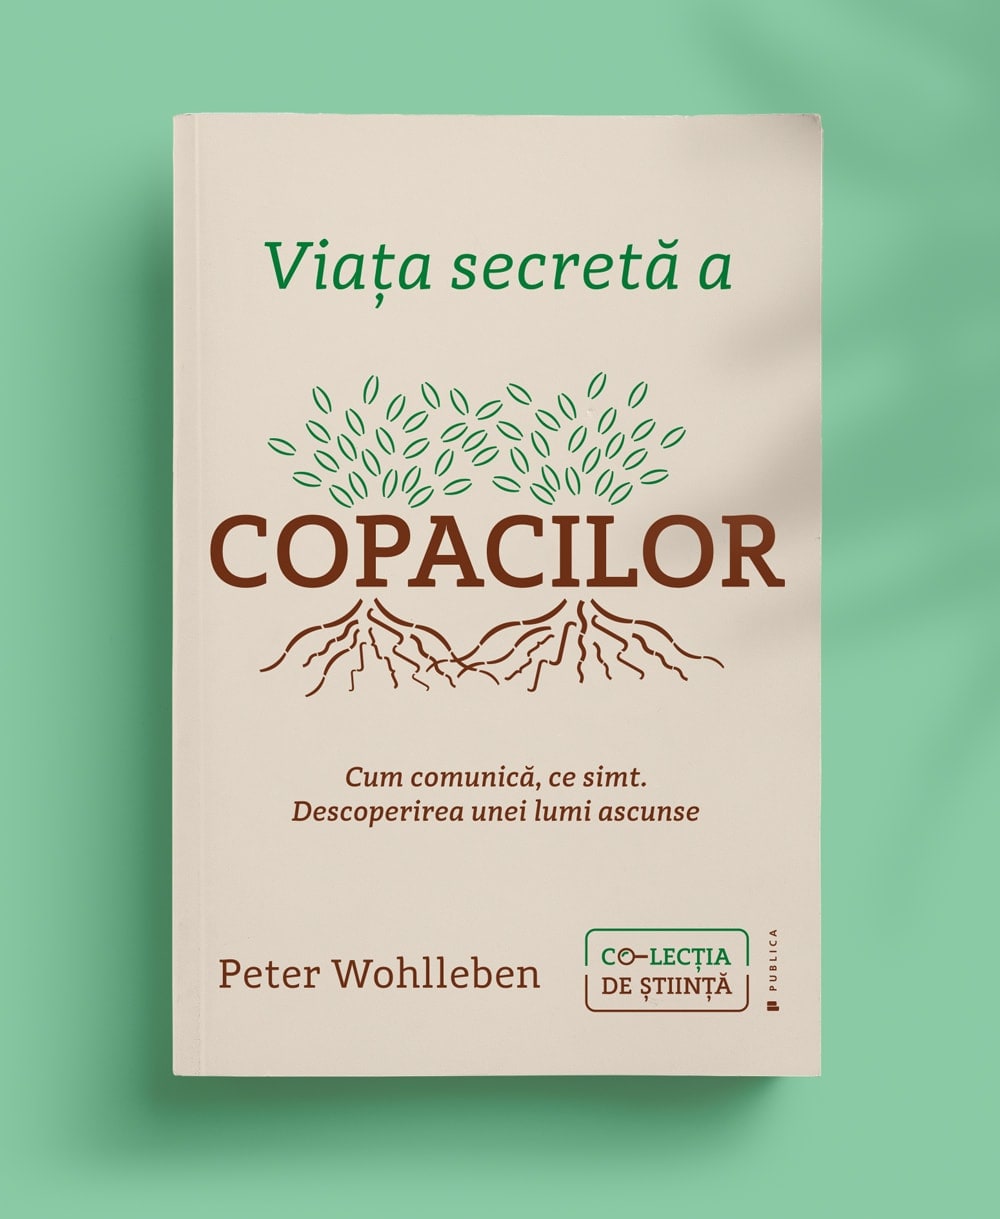 Viața secretă a
COPACILOR
Cum comunică, ce simt.
Descoperirea unei lumi ascunse
Peter Wohlleben
CO-LECȚIA
DE ȘTIINȚĂ
PUBLICA